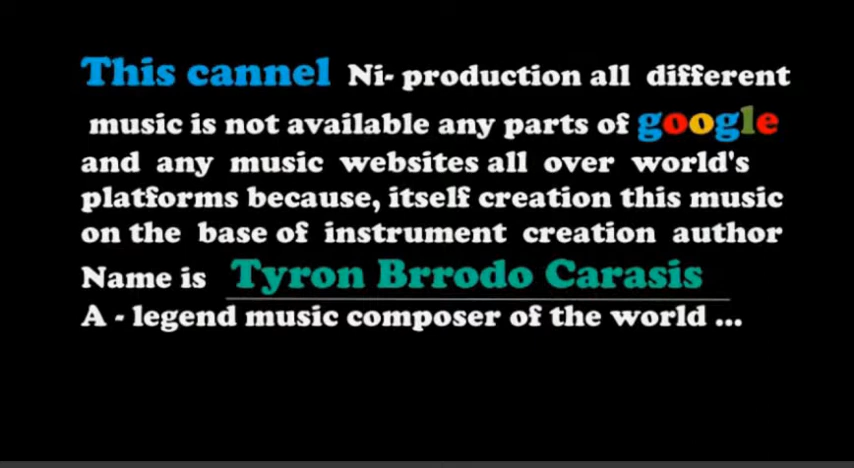 This cannel Ni- production all different
music is not available any parts of google
and any music websites all over world's
platforms because, itself creation this music
on the base of instrument creation author
Name is Tyron Brrodo Carasis
A - legend music composer of the world ...